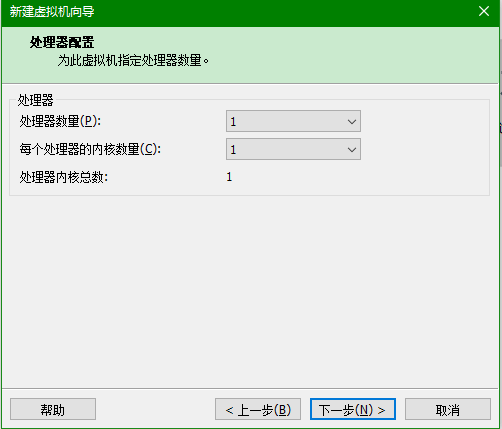 新建虚拟机向导
处理器配置
为此虚拟机指定处理器数量。
处理器
处理器数量(P): 1
每个处理器的内核数量(C): 1
处理器内核总数: 1
帮助 < 上一步(B) 下一步(N) > 取消